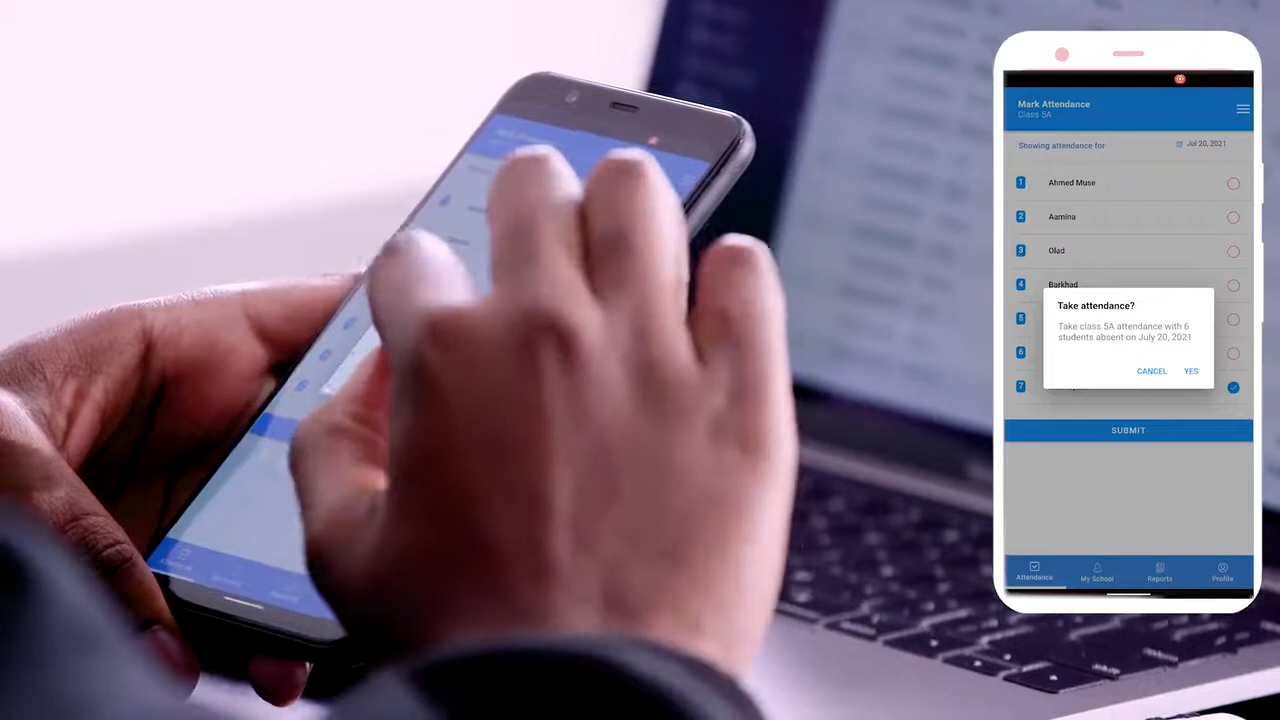 Mark Attendance
Class 5A
Showing attendance for
Jul 20, 2021
1 Ahmed Muse
2 Aamina
3 Olad
4 Barkhad
5
6
7
Take attendance?
Take class 5A attendance with 6
students absent on July 20, 2021
CANCEL YES
SUBMIT
Attendance My School Reports Profile